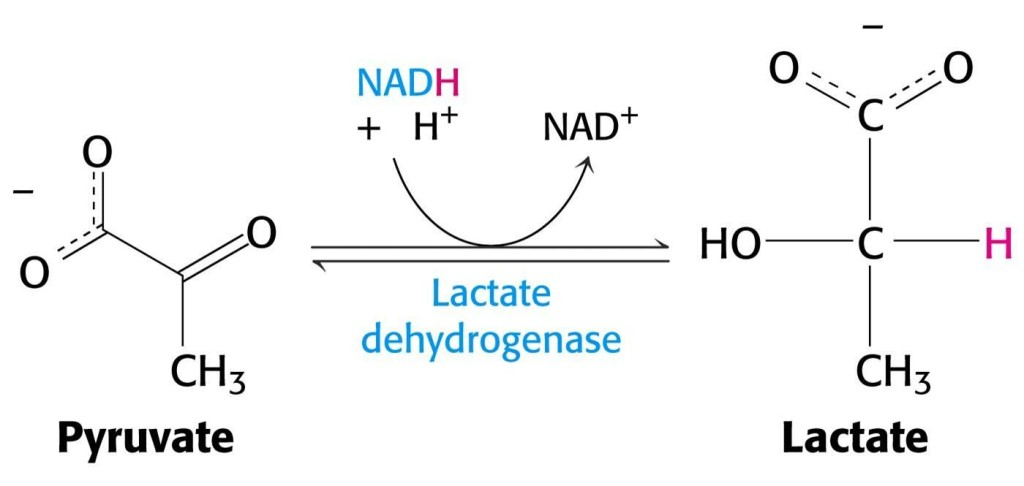 O
−
O
O
CH₃
Pyruvate
NADH
+ H⁺
NAD⁺
Lactate
dehydrogenase
−
O
O
C
HO
C
H
CH₃
Lactate